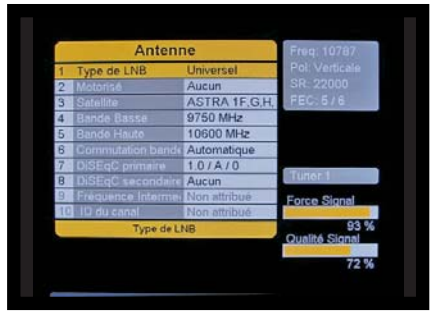 Antenne
1 Type de LNB Universel
2 Motorisé Aucun
3 Satellite ASTRA 1F,G,H,
4 Bande Basse 9750 MHz
5 Bande Haute 10600 MHz
6 Commutation bande Automatique
7 DiSEqC primaire 1.0 / A / 0
8 DiSEqC secondaire Aucun
9 Fréquence Interme Non attribué
10 ID du canal Non attribué
Type de LNB
Freq: 10787
Pol: Verticale
SR: 22000
FEC: 5 / 6
Tuner 1
Force Signal
93 %
Qualité Signal
72 %